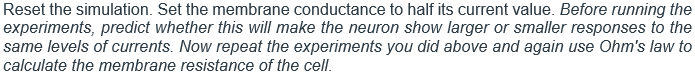 Reset the simulation. Set the membrane conductance to half its current value. Before running the
experiments, predict whether this will make the neuron show larger or smaller responses to the
same levels of currents. Now repeat the experiments you did above and again use Ohm's law to
calculate the membrane resistance of the cell.